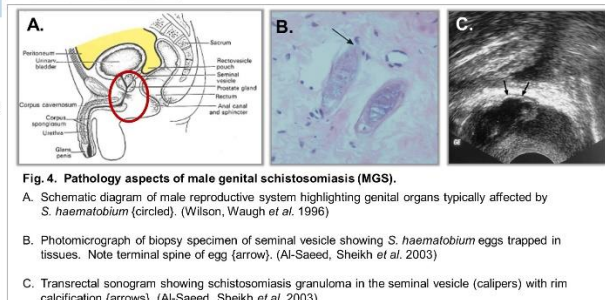 A.
B.
C.
Peritoneum
Urinary
bladder
Corpus cavernosum
Corpus
spongiosum
Urethra
Glans
penis
Sacrum
Rectovesicle
pouch
Seminal
vesicle
Prostate gland
Rectum
Anal canal
and sphincter
Fig. 4. Pathology aspects of male genital schistosomiasis (MGS).
A. Schematic diagram of male reproductive system highlighting genital organs typically affected by
S. haematobium {circled}. (Wilson, Waugh et al. 1996)
B. Photomicrograph of biopsy specimen of seminal vesicle showing S. haematobium eggs trapped in
tissues. Note terminal spine of egg {arrow}. (Al-Saeed, Sheikh et al. 2003)
C. Transrectal sonogram showing schistosomiasis granuloma in the seminal vesicle (calipers) with rim
calcification {arrows}. (Al-Saeed, Sheikh et al. 2003)